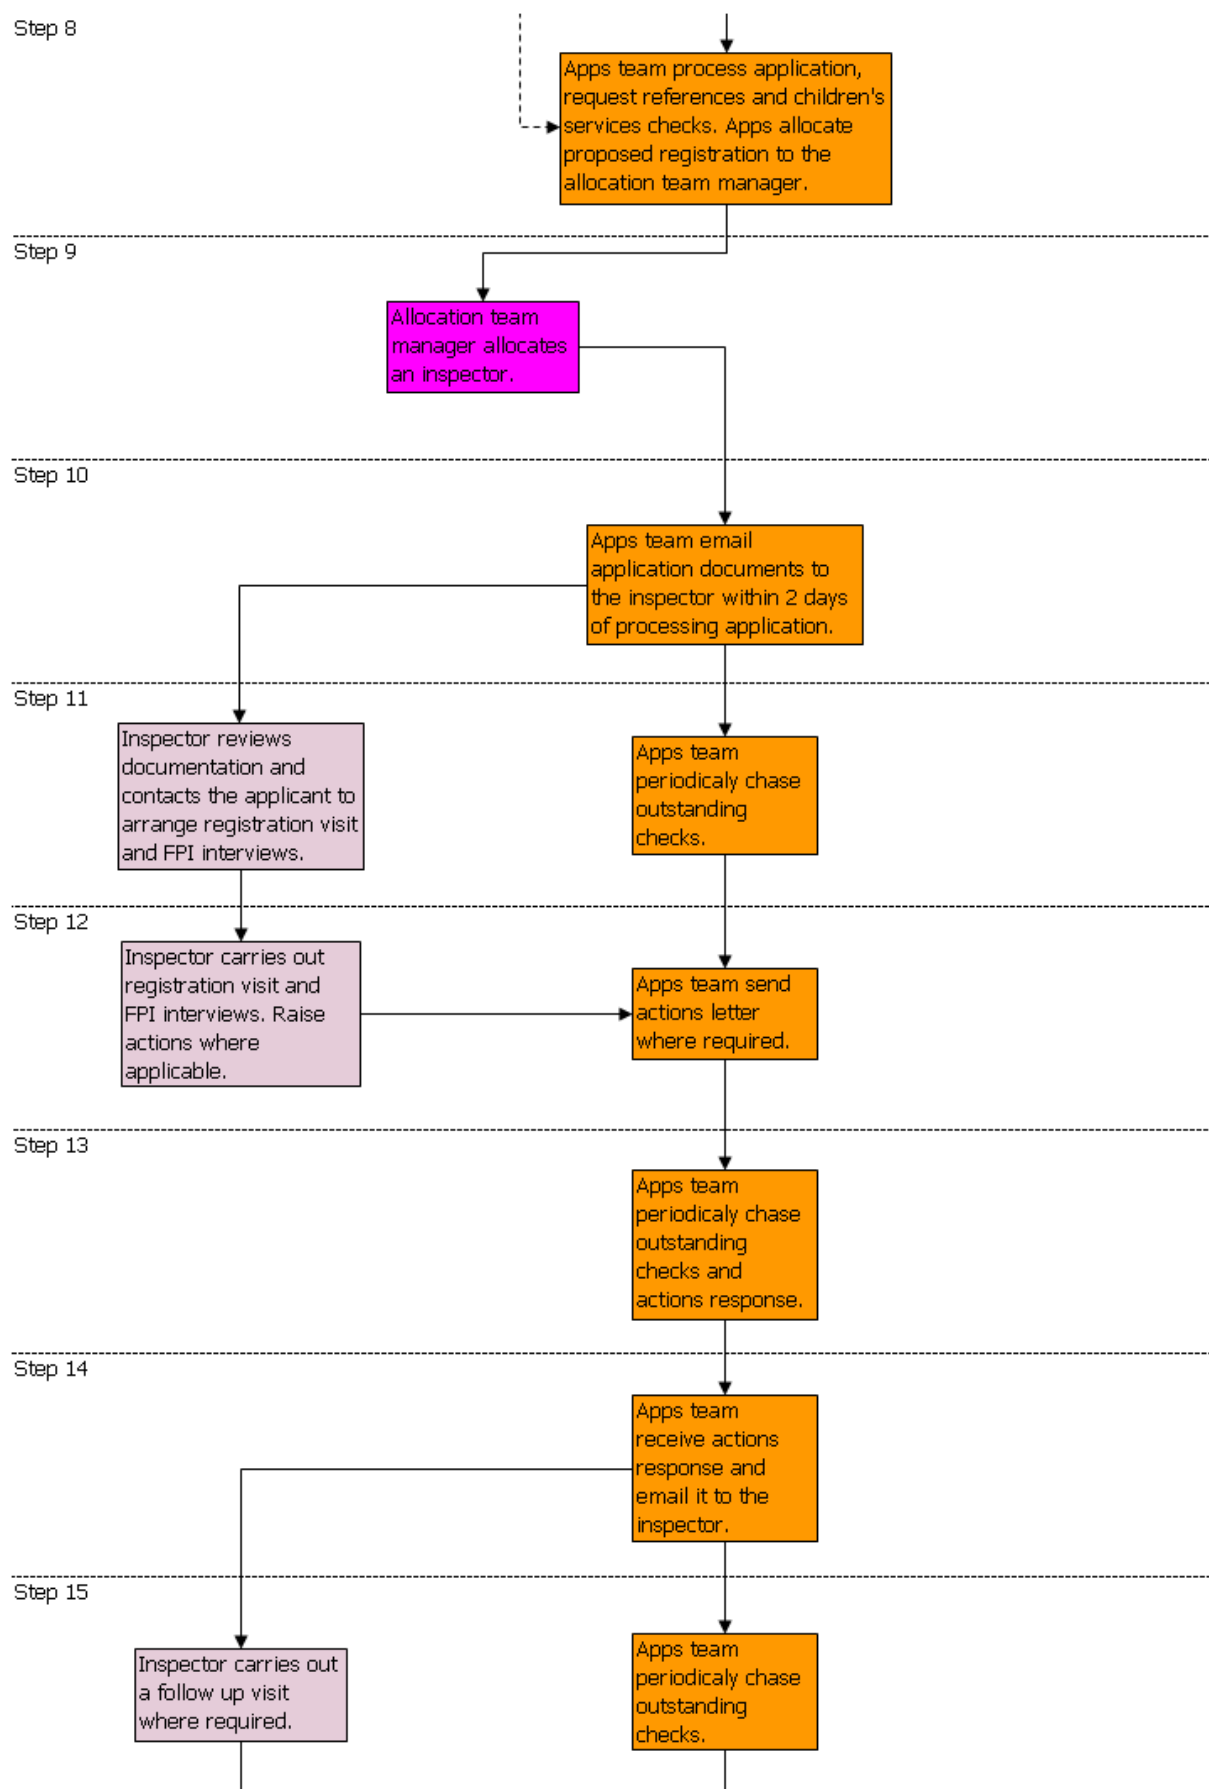 Step 8
Apps team process application,
request references and children's
services checks. Apps allocate
proposed registration to the
allocation team manager.
Step 9
Allocation team
manager allocates
an inspector.
Step 10
Apps team email
application documents to
the inspector within 2 days
of processing application.
Step 11
Inspector reviews
documentation and
contacts the applicant to
arrange registration visit
and FPI interviews.
Apps team
periodicaly chase
outstanding
checks.
Step 12
Inspector carries out
registration visit and
FPI interviews. Raise
actions where
applicable.
Apps team send
actions letter
where required.
Step 13
Apps team
periodicaly chase
outstanding
checks and
actions response.
Step 14
Apps team
receive actions
response and
email it to the
inspector.
Step 15
Inspector carries out
a follow up visit
where required.
Apps team
periodicaly chase
outstanding
checks.